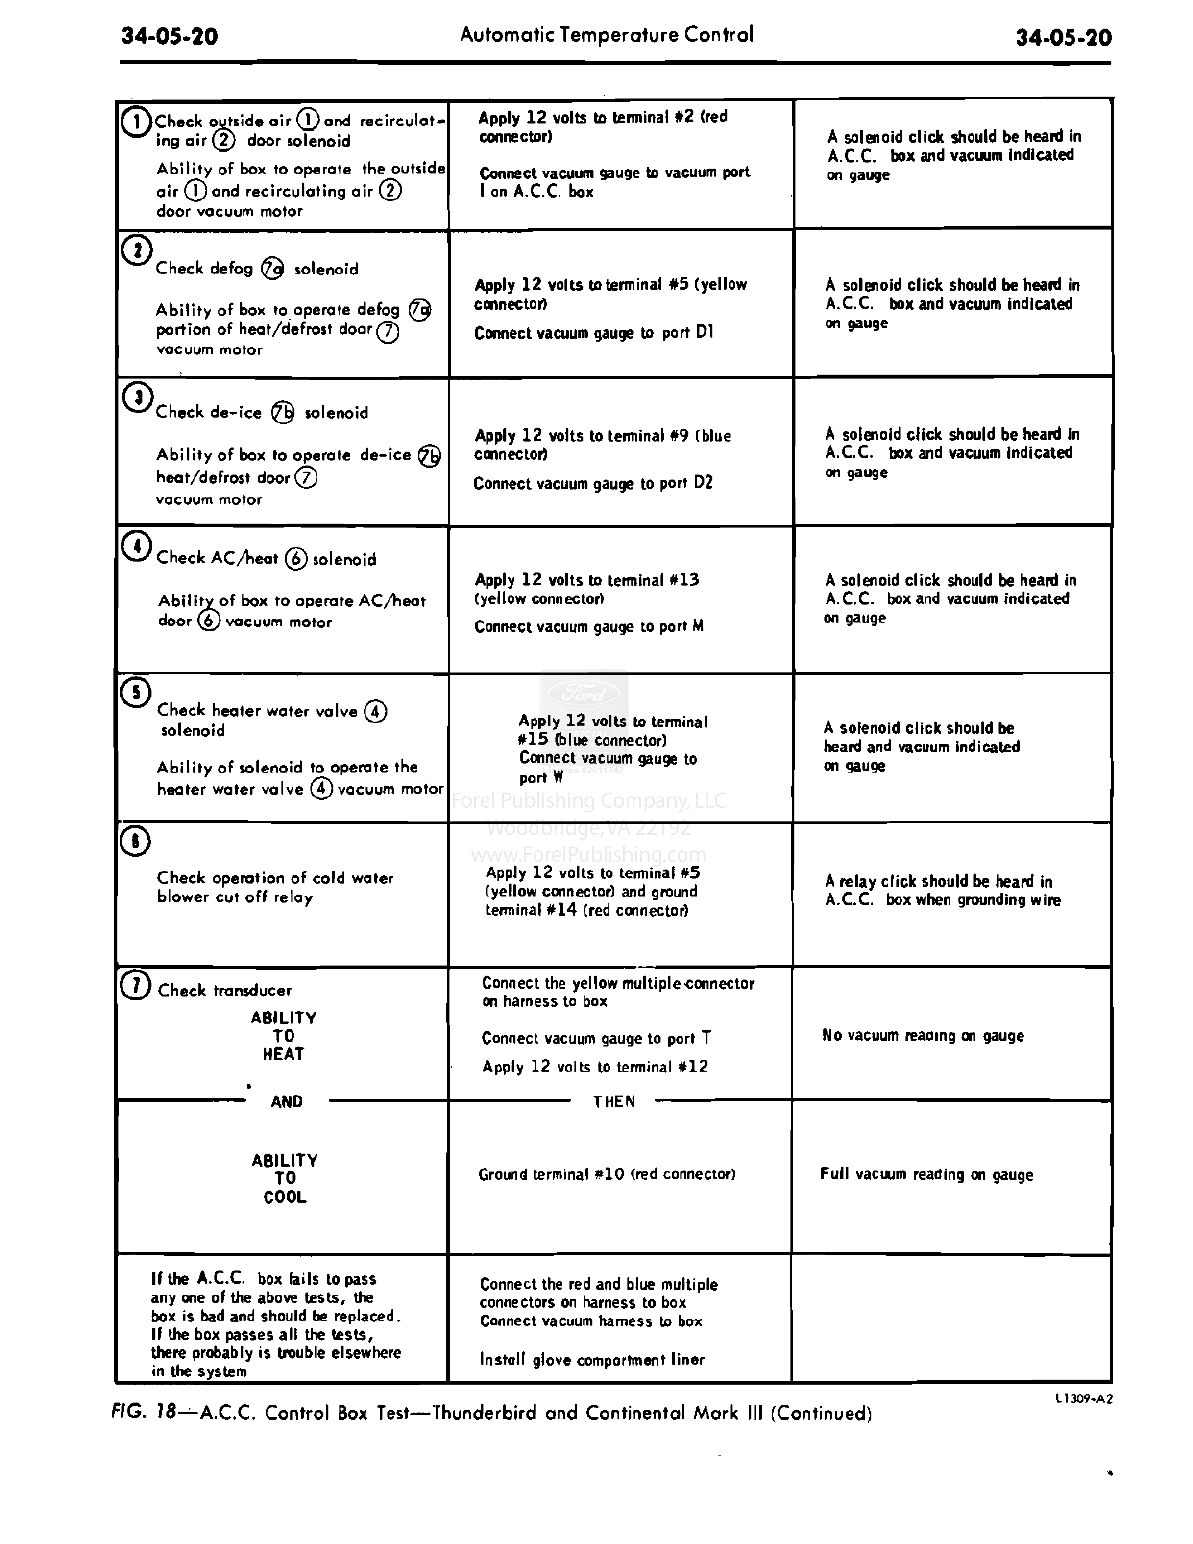 34-05-20
Automatic Temperature Control
34-05-20
1 Check outside air 1 and recirculat-
ing air 2 door solenoid
Ability of box to operate the outside
air 1 and recirculating air 2
door vacuum motor
Apply 12 volts to terminal #2 (red
connector)
Connect vacuum gauge to vacuum port
I on A.C.C. box
A solenoid click should be heard in
A.C.C. box and vacuum indicated
on gauge
2
Check defog 7a solenoid
Ability of box to operate defog 7a
portion of heat/defrost door 7
vacuum motor
Apply 12 volts to terminal #5 (yellow
connector)
Connect vacuum gauge to port D1
A solenoid click should be heard in
A.C.C. box and vacuum indicated
on gauge
3
Check de-ice 7b solenoid
Ability of box to operate de-ice 7b
heat/defrost door 7
vacuum motor
Apply 12 volts to terminal #9 (blue
connector)
Connect vacuum gauge to port D2
A solenoid click should be heard in
A.C.C. box and vacuum indicated
on gauge
4
Check AC/heat 6 solenoid
Ability of box to operate AC/heat
door 6 vacuum motor
Apply 12 volts to terminal #13
(yellow connector)
Connect vacuum gauge to port M
A solenoid click should be heard in
A.C.C. box and vacuum indicated
on gauge
5
Check heater water valve 4
solenoid
Ability of solenoid to operate the
heater water valve 4 vacuum motor
Ford
Apply 12 volts to terminal
#15 (blue connector)
Connect vacuum gauge to
port W
A solenoid click should be
heard and vacuum indicated
on gauge
Forel Publishing Company, LLC
Woodbridge, VA 22192
www.ForelPublishing.com
6
Check operation of cold water
blower cut off relay
Apply 12 volts to terminal #5
(yellow connector) and ground
terminal #14 (red connector)
A relay click should be heard in
A.C.C. box when grounding wire
7 Check transducer
ABILITY
TO
HEAT
Connect the yellow multiple-connector
on harness to box
Connect vacuum gauge to port T
Apply 12 volts to terminal #12
No vacuum reading on gauge
AND
THEN
ABILITY
TO
COOL
Ground terminal #10 (red connector)
Full vacuum reading on gauge
If the A.C.C. box fails to pass
any one of the above tests, the
box is bad and should be replaced.
If the box passes all the tests,
there probably is trouble elsewhere
in the system
Connect the red and blue multiple
connectors on harness to box
Connect vacuum harness to box
Install glove compartment liner
L1309-A2
FIG. 18—A.C.C. Control Box Test—Thunderbird and Continental Mark III (Continued)